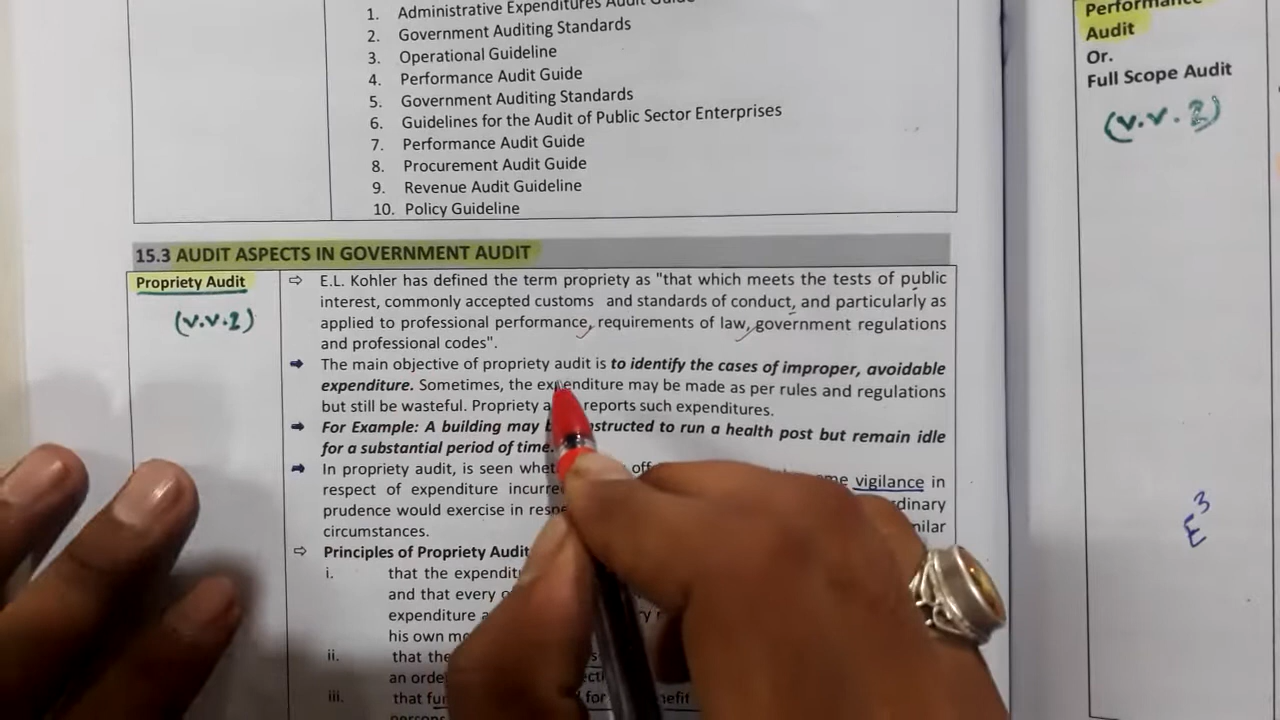 1. Administrative Expenditures Audit Guide
2. Government Auditing Standards
3. Operational Guideline
4. Performance Audit Guide
5. Government Auditing Standards
6. Guidelines for the Audit of Public Sector Enterprises
7. Performance Audit Guide
8. Procurement Audit Guide
9. Revenue Audit Guideline
10. Policy Guideline
15.3 AUDIT ASPECTS IN GOVERNMENT AUDIT
Propriety Audit
(v.v.2)
⇨ E.L. Kohler has defined the term propriety as "that which meets the tests of public
interest, commonly accepted customs and standards of conduct, and particularly as
applied to professional performance, requirements of law, government regulations
and professional codes".
➡ The main objective of propriety audit is to identify the cases of improper, avoidable
expenditure. Sometimes, the expenditure may be made as per rules and regulations
but still be wasteful. Propriety a reports such expenditures.
➡ For Example: A building may structed to run a health post but remain idle
for a substantial period of time.
➡ In propriety audit, is seen whet off vigilance in
respect of expenditure incurre
prudence would exercise in resp
circumstances.
⇨ Principles of Propriety Audit
i. that the expendit
and that every
expenditure
his own
ii. that the
an orde
iii. that for
Performance
Audit
Or.
Full Scope Audit
(v.v.2)
E³